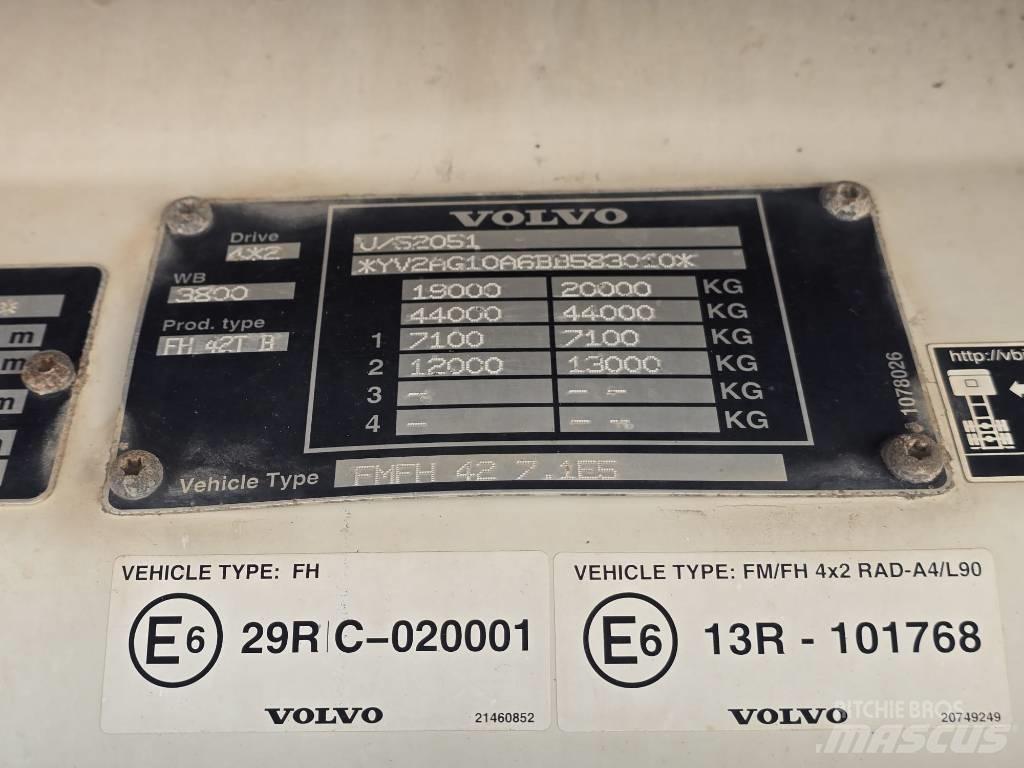 VOLVO
Drive
4*2
J/S2051
*YV2AG10A6BB583010*
WB
3800
19000 20000 KG
44000 44000 KG
Prod. type
FH 42T B
1 7100 7100 KG
2 12000 13000 KG
3 - -- KG
4 - -- KG
1078026
Vehicle Type FMFH 42 7.1E5
m
m
m
http://vbi
VEHICLE TYPE: FH
E6 29R C-020001
VOLVO 21460852
VEHICLE TYPE: FM/FH 4x2 RAD-A4/L90
E6 13R - 101768
VOLVO 20749249
RITCHIE BROS
MASCUS